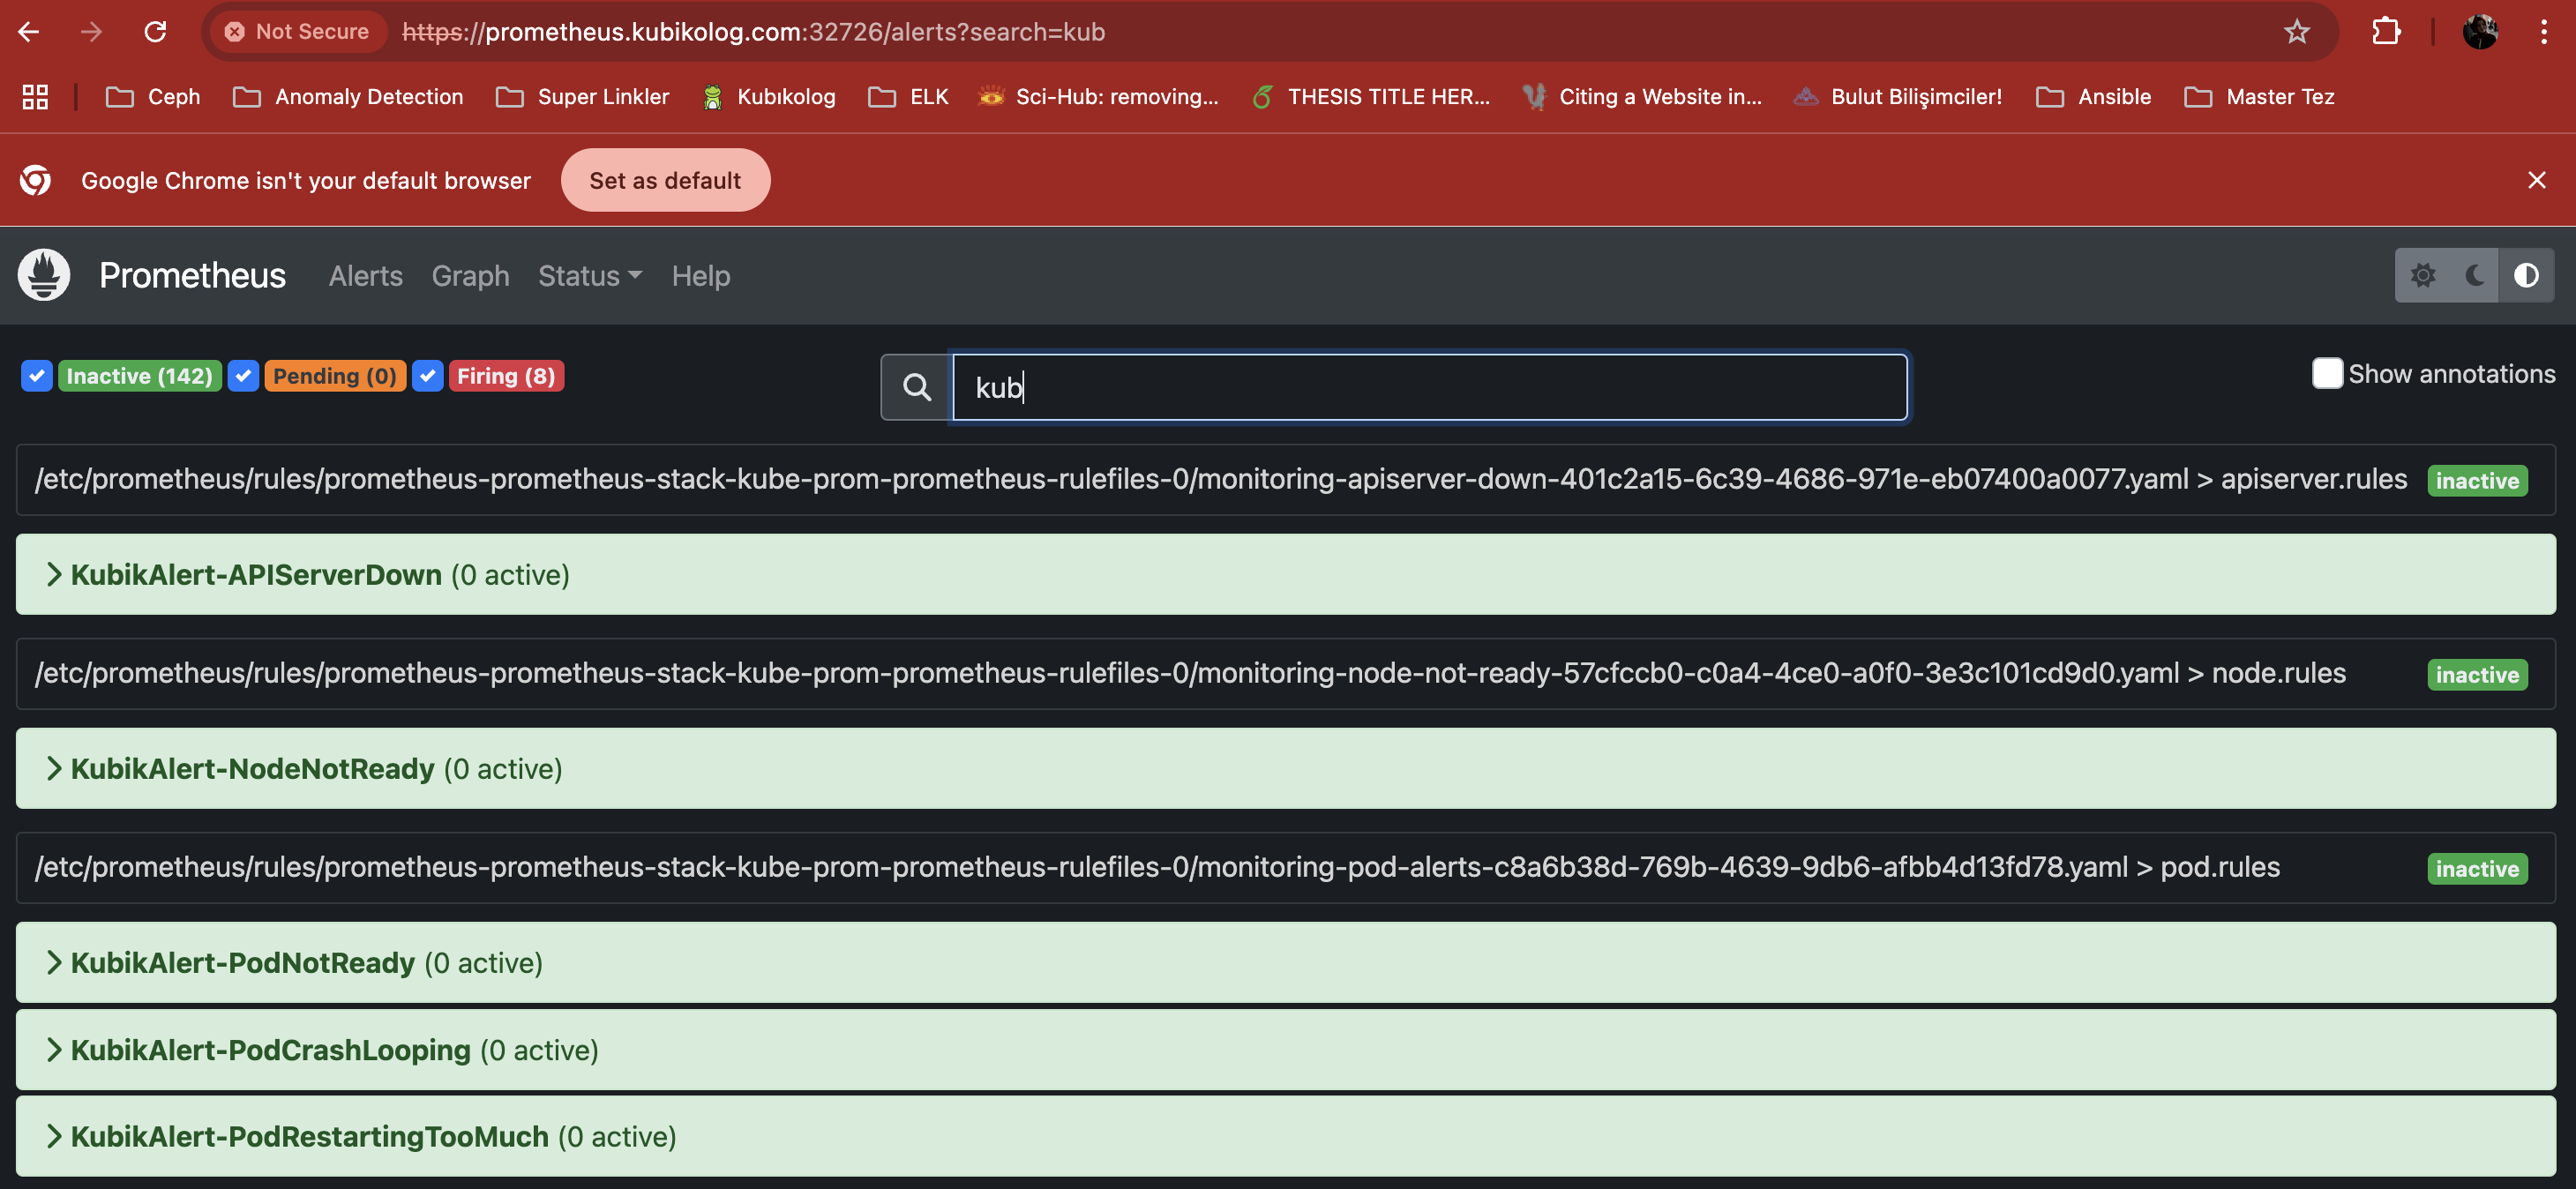 Not Secure https://prometheus.kubikolog.com:32726/alerts?search=kub
Ceph Anomaly Detection Super Linkler Kubıkolog ELK Sci-Hub: removing... THESIS TITLE HER... Citing a Website in... Bulut Bilişimciler! Ansible Master Tez
Google Chrome isn't your default browser Set as default
Prometheus Alerts Graph Status Help
Inactive (142) Pending (0) Firing (8) kub Show annotations
/etc/prometheus/rules/prometheus-prometheus-stack-kube-prom-prometheus-rulefiles-0/monitoring-apiserver-down-401c2a15-6c39-4686-971e-eb07400a0077.yaml > apiserver.rules inactive
KubikAlert-APIServerDown (0 active)
/etc/prometheus/rules/prometheus-prometheus-stack-kube-prom-prometheus-rulefiles-0/monitoring-node-not-ready-57cfccb0-c0a4-4ce0-a0f0-3e3c101cd9d0.yaml > node.rules inactive
KubikAlert-NodeNotReady (0 active)
/etc/prometheus/rules/prometheus-prometheus-stack-kube-prom-prometheus-rulefiles-0/monitoring-pod-alerts-c8a6b38d-769b-4639-9db6-afbb4d13fd78.yaml > pod.rules inactive
KubikAlert-PodNotReady (0 active)
KubikAlert-PodCrashLooping (0 active)
KubikAlert-PodRestartingTooMuch (0 active)